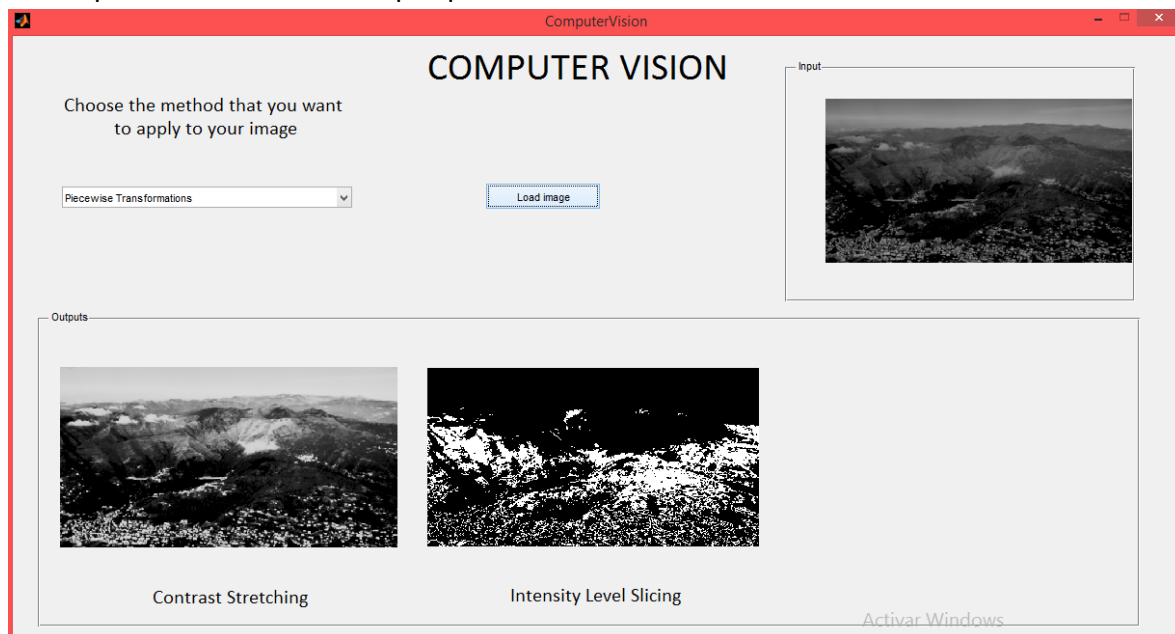 ComputerVision
COMPUTER VISION
Input
Choose the method that you want
to apply to your image
Piecewise Transformations
Load image
Outputs
Contrast Stretching
Intensity Level Slicing
Activar Windows